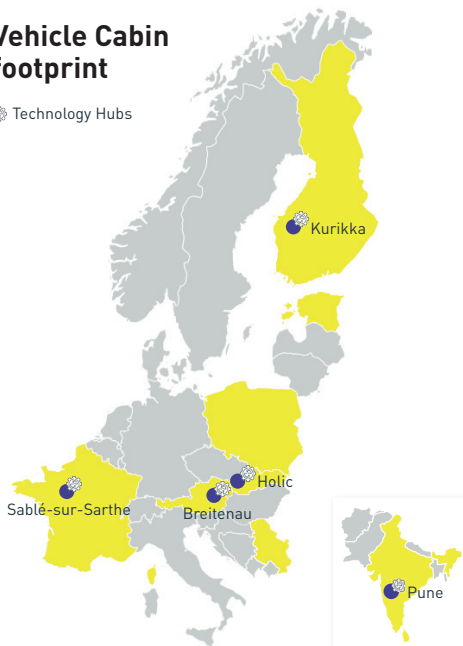 Vehicle Cabin
footprint
Technology Hubs
Kurikka
Holic
Sablé-sur-Sarthe
Breitenau
Pune